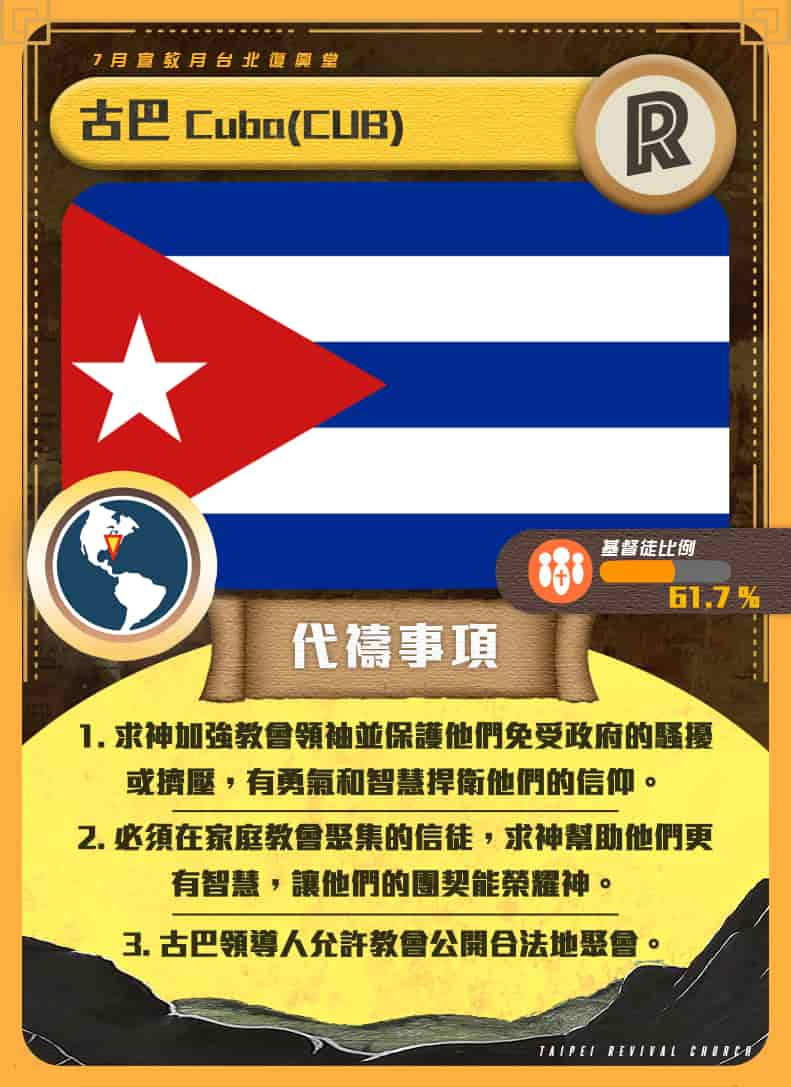 7月宣教月台北復興堂
古巴 Cuba(CUB)
R
基督徒比例
61.7 %
代禱事項
1. 求神加強教會領袖並保護他們免受政府的騷擾
或擠壓，有勇氣和智慧捍衛他們的信仰。
2. 必須在家庭教會聚集的信徒，求神幫助他們更
有智慧，讓他們的團契能榮耀神。
3. 古巴領導人允許教會公開合法地聚會。
TAIPEI REVIVAL CHURCH